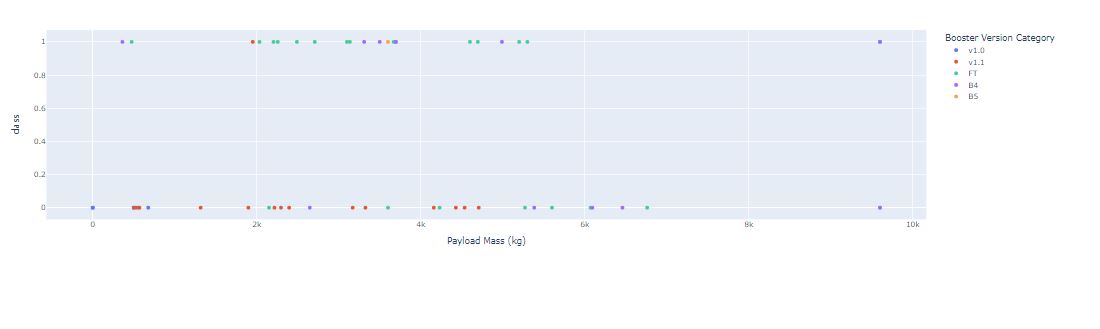 Booster Version Category
v1.0
v1.1
FT
B4
B5
class
1
0.8
0.6
0.4
0.2
0
0 2k 4k 6k 8k 10k
Payload Mass (kg)